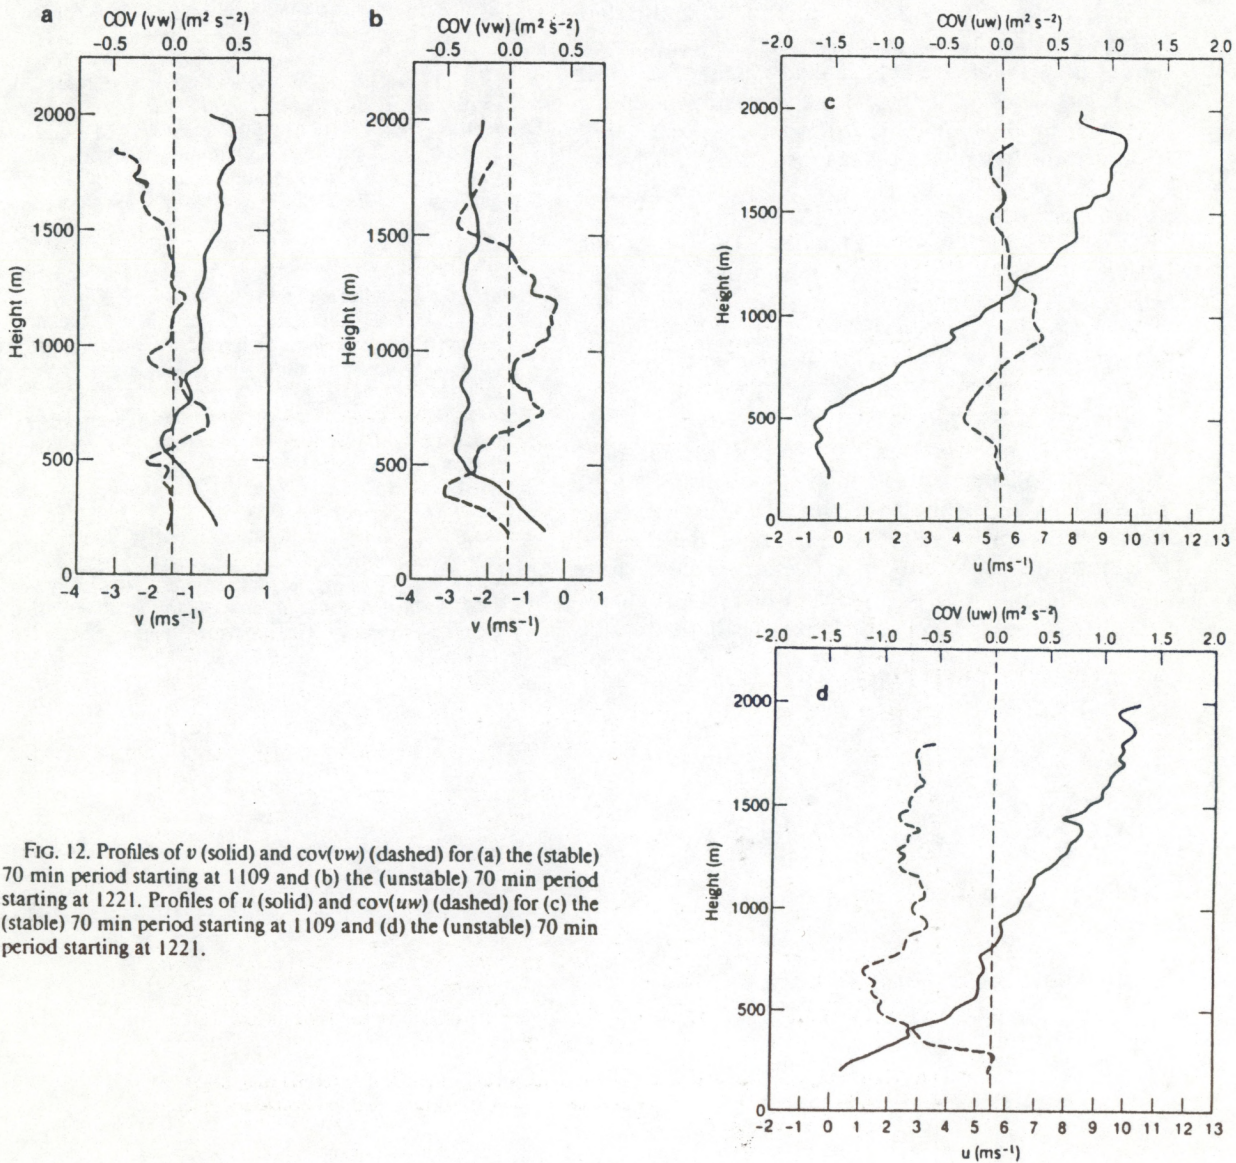 a
COV (vw) (m² s⁻²)
−0.5 0.0 0.5
2000
1500
1000
500
0
Height (m)
−4 −3 −2 −1 0 1
v (ms⁻¹)
b
COV (vw) (m² s⁻²)
−0.5 0.0 0.5
2000
1500
1000
500
0
Height (m)
−4 −3 −2 −1 0 1
v (ms⁻¹)
COV (uw) (m² s⁻²)
−2.0 −1.5 −1.0 −0.5 0.0 0.5 1.0 1.5 2.0
c
2000
1500
1000
500
0
Height (m)
−2 −1 0 1 2 3 4 5 6 7 8 9 10 11 12 13
u (ms⁻¹)
COV (uw) (m² s⁻²)
−2.0 −1.5 −1.0 −0.5 0.0 0.5 1.0 1.5 2.0
d
2000
1500
1000
500
0
Height (m)
−2 −1 0 1 2 3 4 5 6 7 8 9 10 11 12 13
u (ms⁻¹)
FIG. 12. Profiles of v (solid) and cov(vw) (dashed) for (a) the (stable)
70 min period starting at 1109 and (b) the (unstable) 70 min period
starting at 1221. Profiles of u (solid) and cov(uw) (dashed) for (c) the
(stable) 70 min period starting at 1109 and (d) the (unstable) 70 min
period starting at 1221.